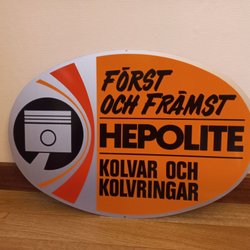 FÖRST
OCH FRÄMST
HEPOLITE
KOLVAR OCH
KOLVRINGAR